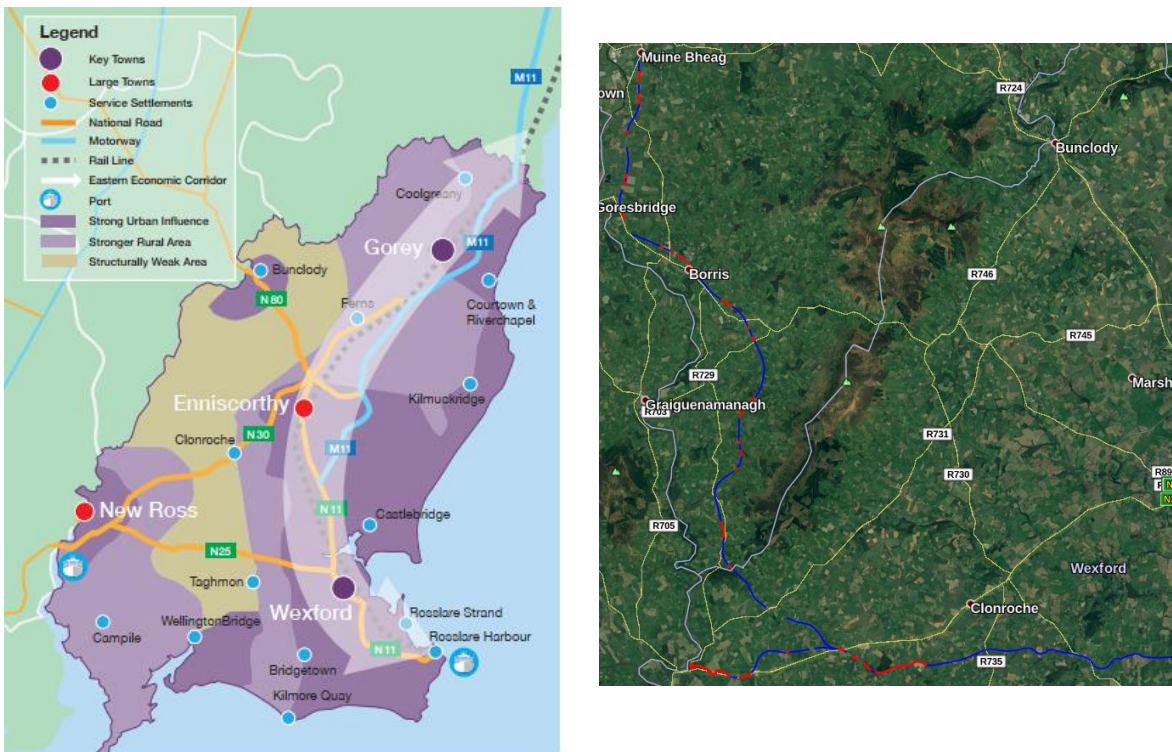 Legend
Key Towns
Large Towns
Service Settlements
National Road
Motorway
Rail Line
Eastern Economic Corridor
Port
Strong Urban Influence
Stronger Rural Area
Structurally Weak Area
M11
Coolgreany
Gorey
M11
Bunclody
N80
Ferns
Courtown &
Riverchapel
Kilmuckridge
Enniscorthy
Clonroche
N30
M11
New Ross
N11
Castlebridge
N25
Taghmon
Wexford
Rosslare Strand
Campile
WellingtonBridge
Rosslare Harbour
N11
Bridgetown
Kilmore Quay
Muine Bheag
R724
own
Bunclody
Goresbridge
R746
Borris
R745
R729
Marsh
Graiguenamanagh
R703
R731
R730
R89
R705
Wexford
Clonroche
R735